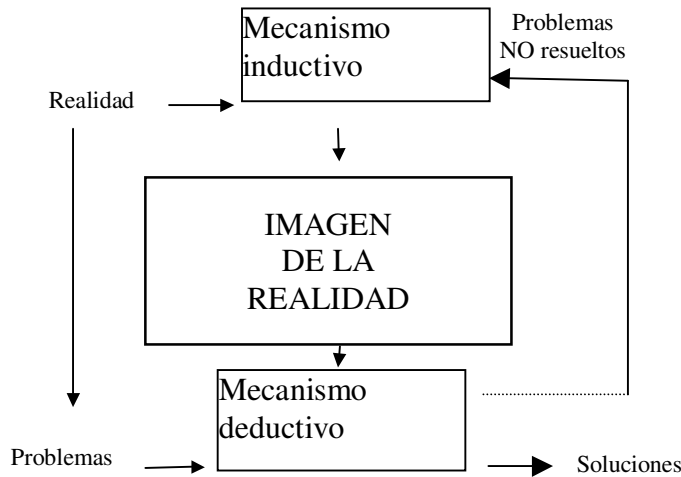 Mecanismo
inductivo
Problemas
NO resueltos
Realidad
IMAGEN
DE LA
REALIDAD
Mecanismo
deductivo
Problemas
Soluciones